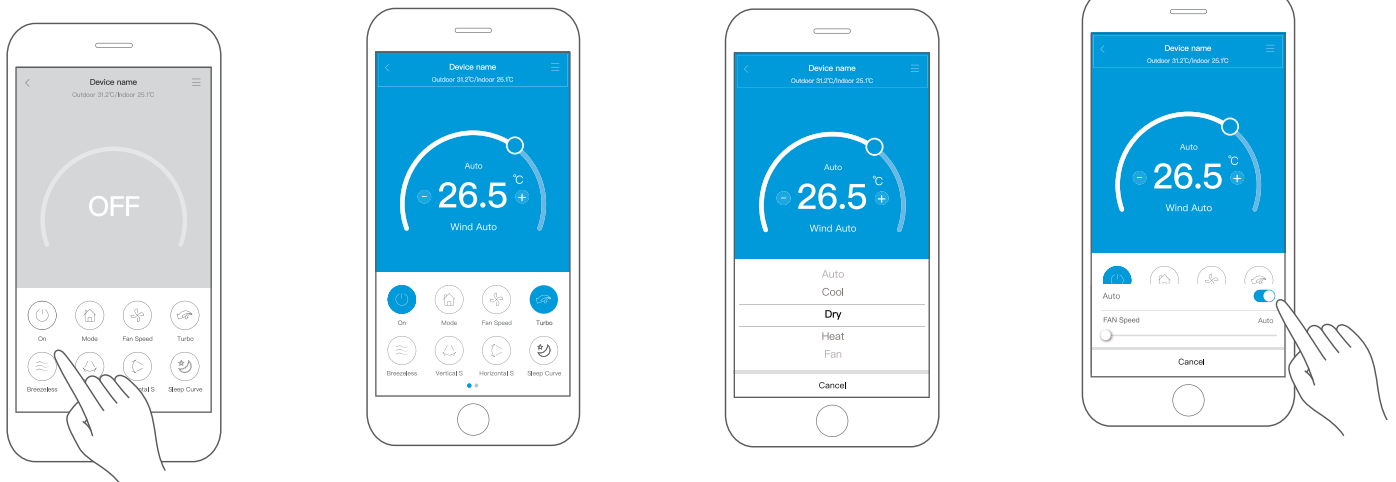 Device name
Outdoor 31.2℃/Indoor 25.1℃
OFF
On Mode Fan Speed Turbo
Breezeless Sleep Curve
Device name
Outdoor 31.2℃/Indoor 25.1℃
Auto
26.5 ℃
Wind Auto
On Mode Fan Speed Turbo
Breezeless Vertical S Horizontal S Sleep Curve
Device name
Outdoor 31.2℃/Indoor 25.1℃
Auto
26.5 ℃
Wind Auto
Auto
Cool
Dry
Heat
Fan
Cancel
Device name
Outdoor 31.2℃/Indoor 25.1℃
Auto
26.5 ℃
Wind Auto
Auto
FAN Speed Auto
Cancel